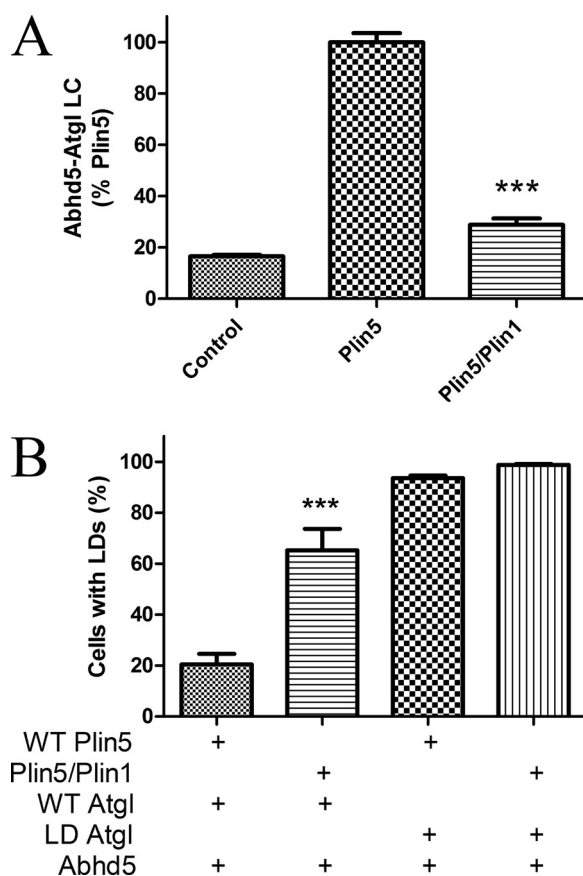 A
Abhd5-Atgl LC
(% Plin5)
100
80
60
40
20
0
***
Control
Plin5
Plin5/Plin1
B
Cells with LDs (%)
100
80
60
40
20
0
***
WT Plin5 + +
Plin5/Plin1 + +
WT Atgl + +
LD Atgl + +
Abhd5 + + + +